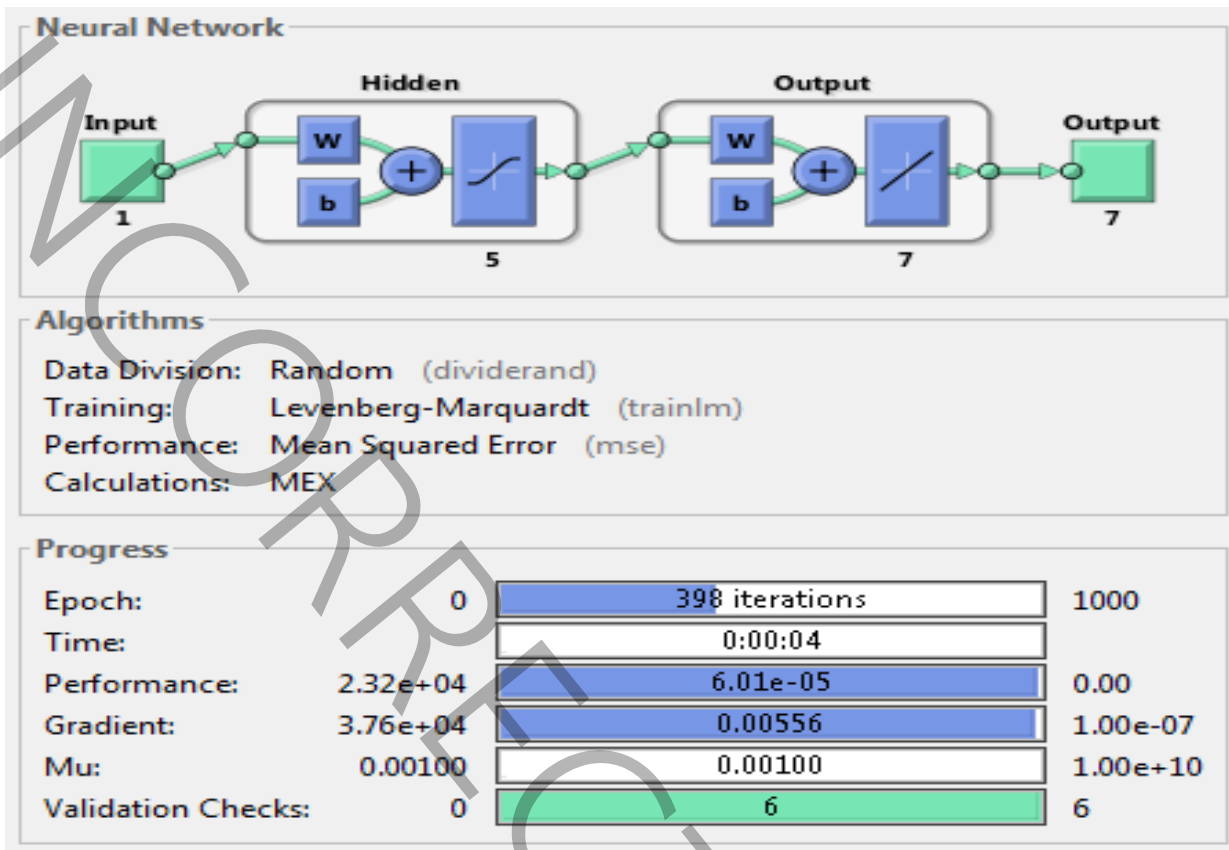 Neural Network
Hidden
Output
Input
Output
W
W
b
b
1
7
5
7
Algorithms
Data Division: Random (dividerand)
Training: Levenberg-Marquardt (trainlm)
Performance: Mean Squared Error (mse)
Calculations: MEX
Progress
Epoch: 0 398 iterations 1000
Time: 0:00:04
Performance: 2.32e+04 6.01e-05 0.00
Gradient: 3.76e+04 0.00556 1.00e-07
Mu: 0.00100 0.00100 1.00e+10
Validation Checks: 0 6 6
INCORREC